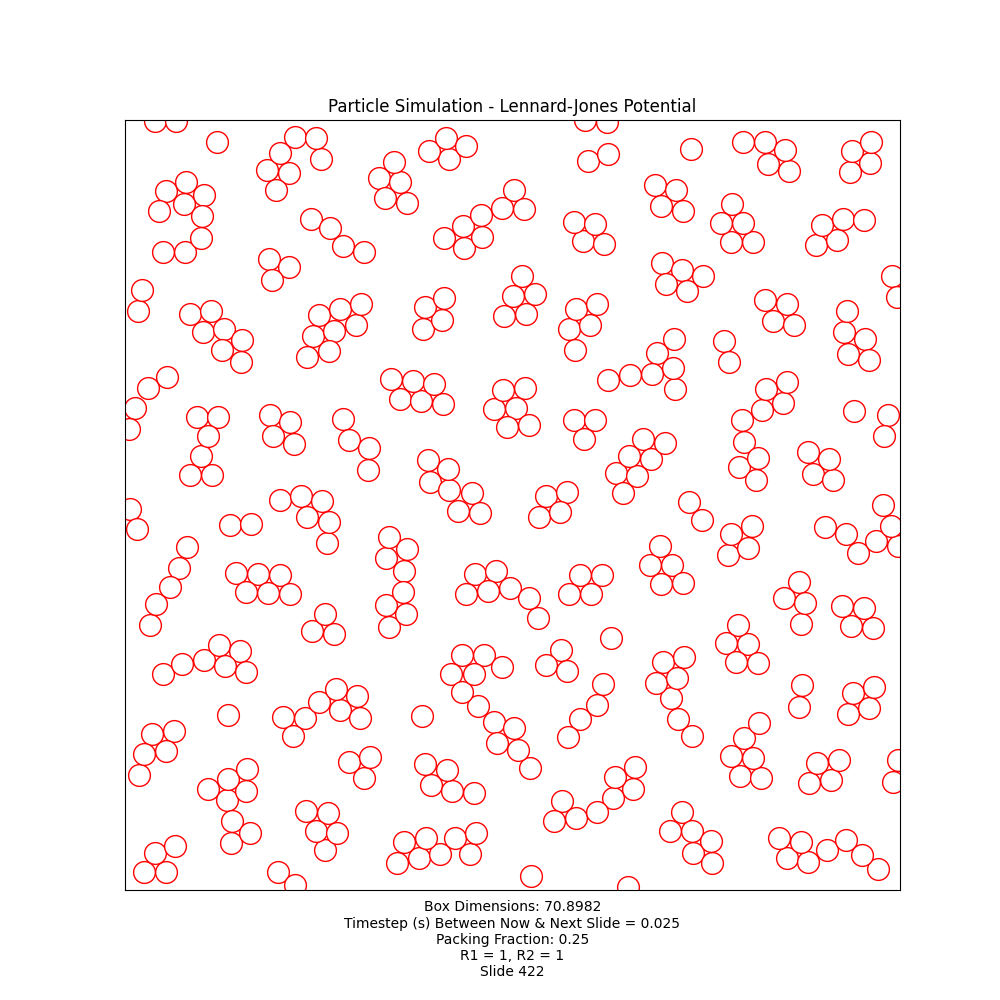 Particle Simulation - Lennard-Jones Potential
Box Dimensions: 70.8982
Timestep (s) Between Now & Next Slide = 0.025
Packing Fraction: 0.25
R1 = 1, R2 = 1
Slide 422